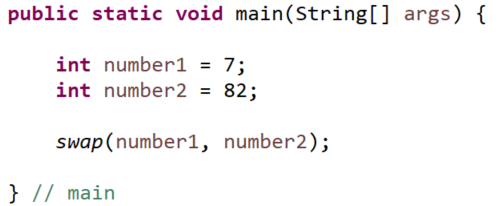 public static void main(String[] args) {
int number1 = 7;
int number2 = 82;
swap(number1, number2);
} // main